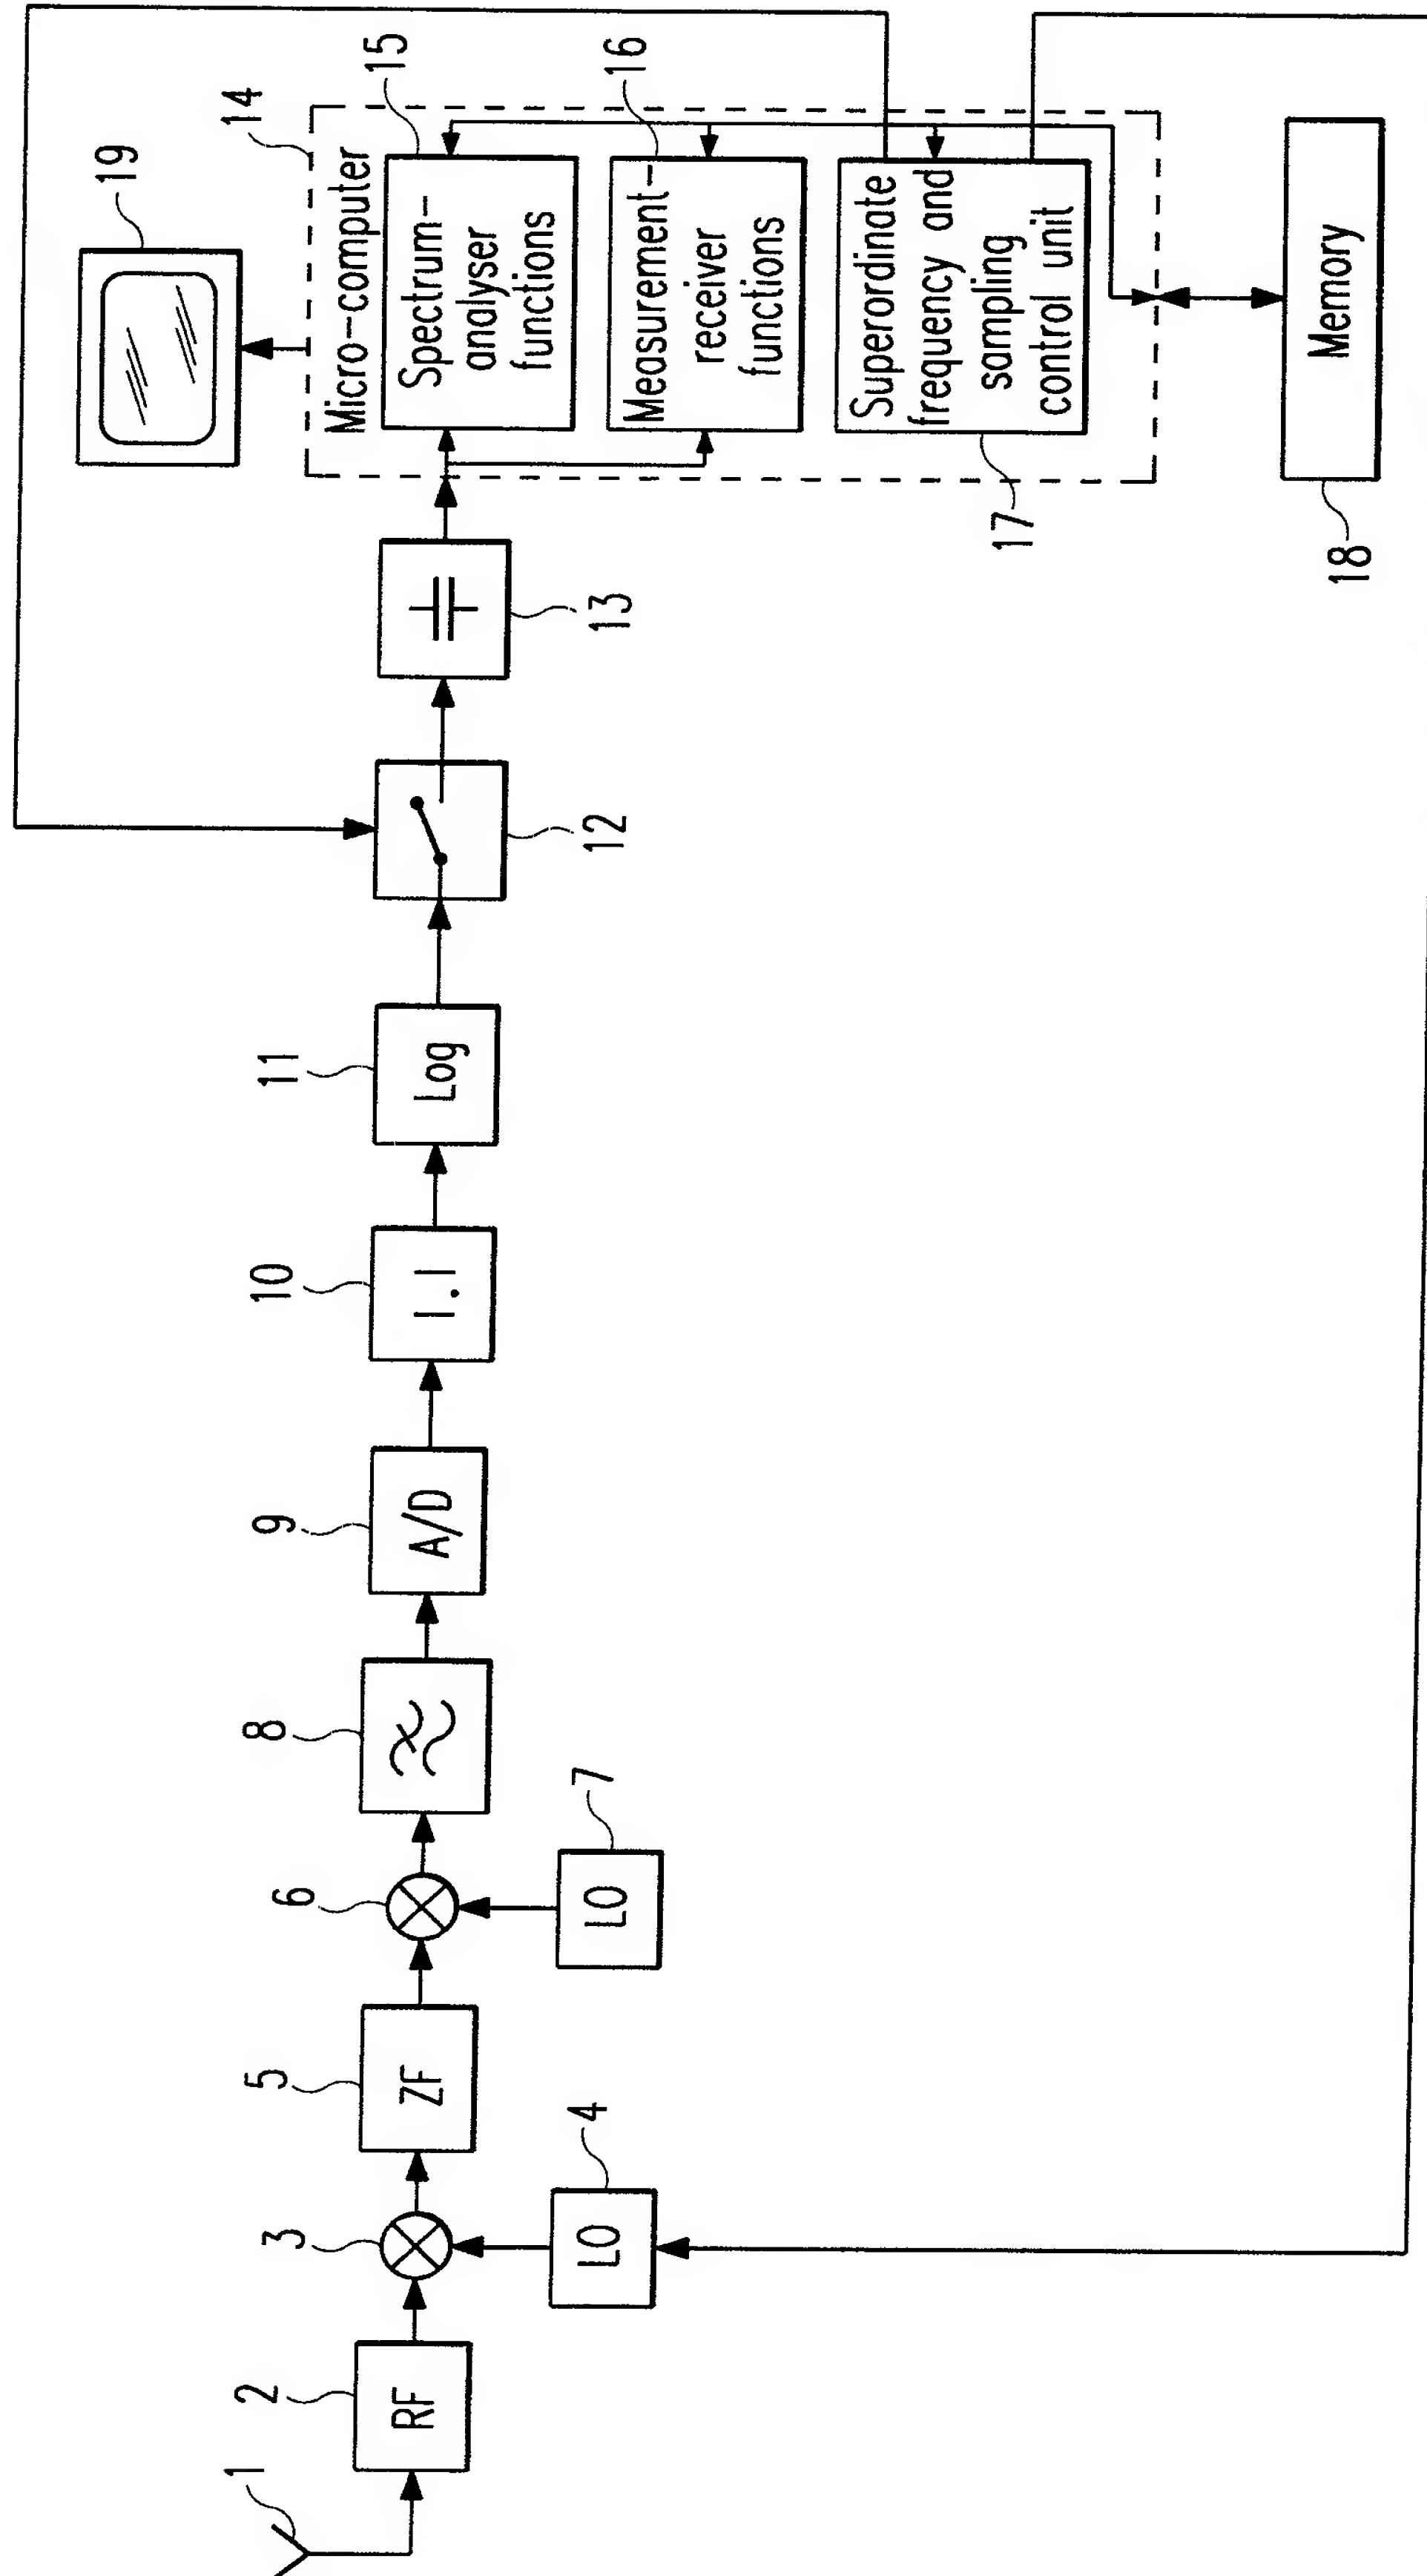 1
2
RF
3
LO
4
5
ZF
6
LO
7
8
9
A/D
10
|.|
11
Log
12
13
14
Micro-computer
15
Spectrum-
analyser
functions
16
Measurement-
receiver
functions
17
Superordinate
frequency and
sampling
control unit
18
Memory
19